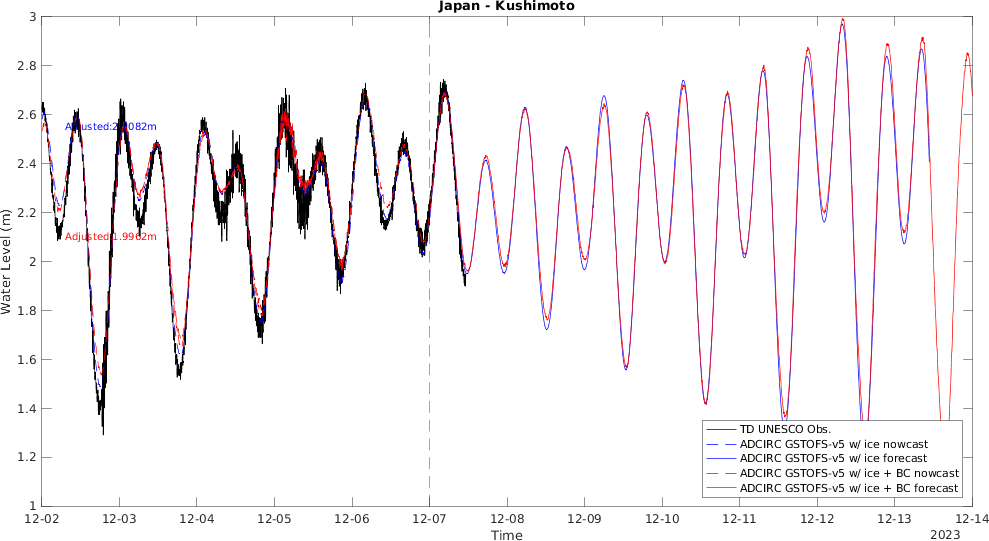 Japan - Kushimoto
3
2.8
2.6
2.4
2.2
2
1.8
1.6
1.4
1.2
1
Water Level (m)
Adjusted:1.9962m
TD UNESCO Obs.
ADCIRC GSTOFS-v5 w/ ice nowcast
ADCIRC GSTOFS-v5 w/ ice forecast
ADCIRC GSTOFS-v5 w/ ice + BC nowcast
ADCIRC GSTOFS-v5 w/ ice + BC forecast
12-02 12-03 12-04 12-05 12-06 12-07 12-08 12-09 12-10 12-11 12-12 12-13 12-14
Time
2023